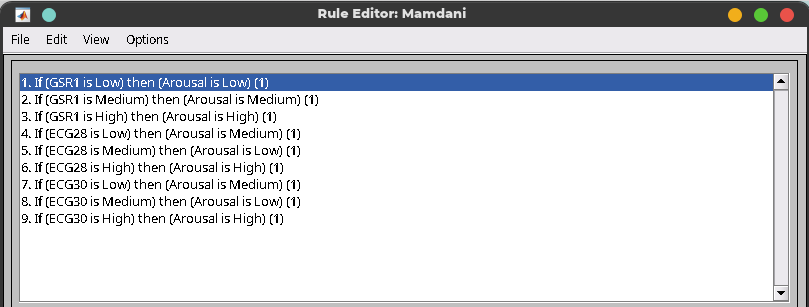 Rule Editor: Mamdani
File Edit View Options
1. If (GSR1 is Low) then (Arousal is Low) (1)
2. If (GSR1 is Medium) then (Arousal is Medium) (1)
3. If (GSR1 is High) then (Arousal is High) (1)
4. If (ECG28 is Low) then (Arousal is Medium) (1)
5. If (ECG28 is Medium) then (Arousal is Low) (1)
6. If (ECG28 is High) then (Arousal is High) (1)
7. If (ECG30 is Low) then (Arousal is Medium) (1)
8. If (ECG30 is Medium) then (Arousal is Low) (1)
9. If (ECG30 is High) then (Arousal is High) (1)